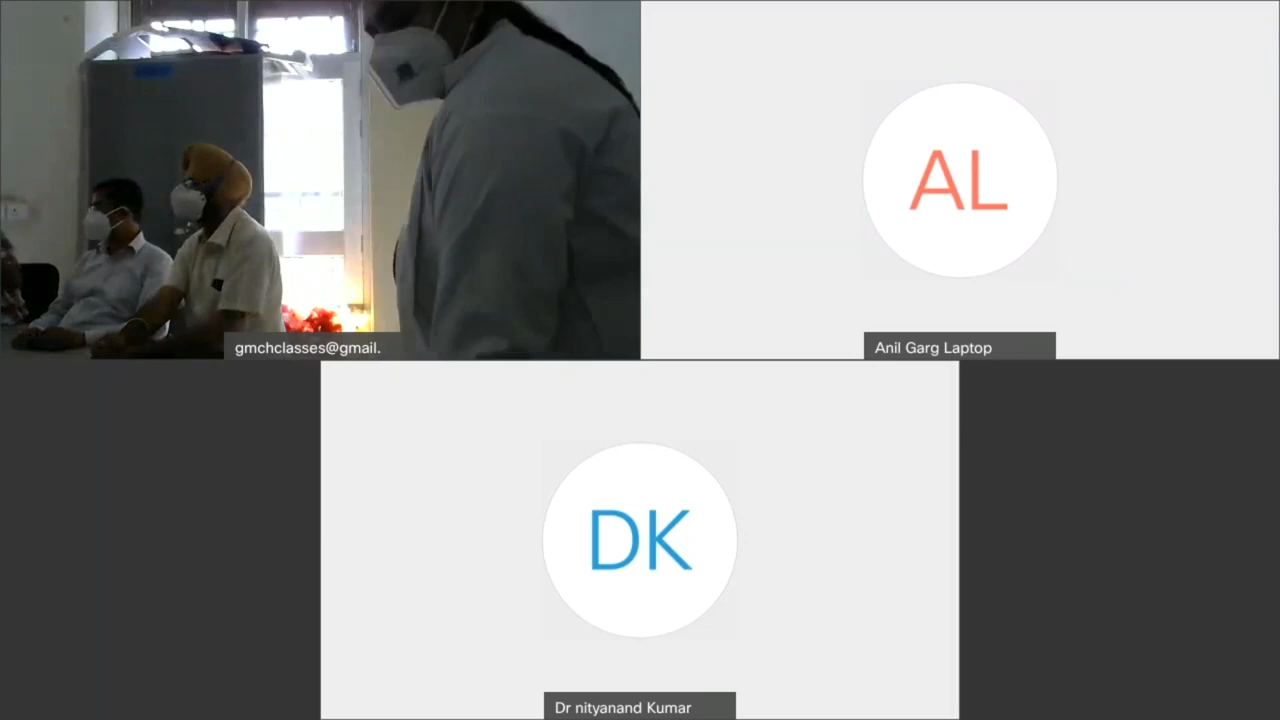 AL
gmchclasses@gmail.
Anil Garg Laptop
DK
Dr nityanand Kumar